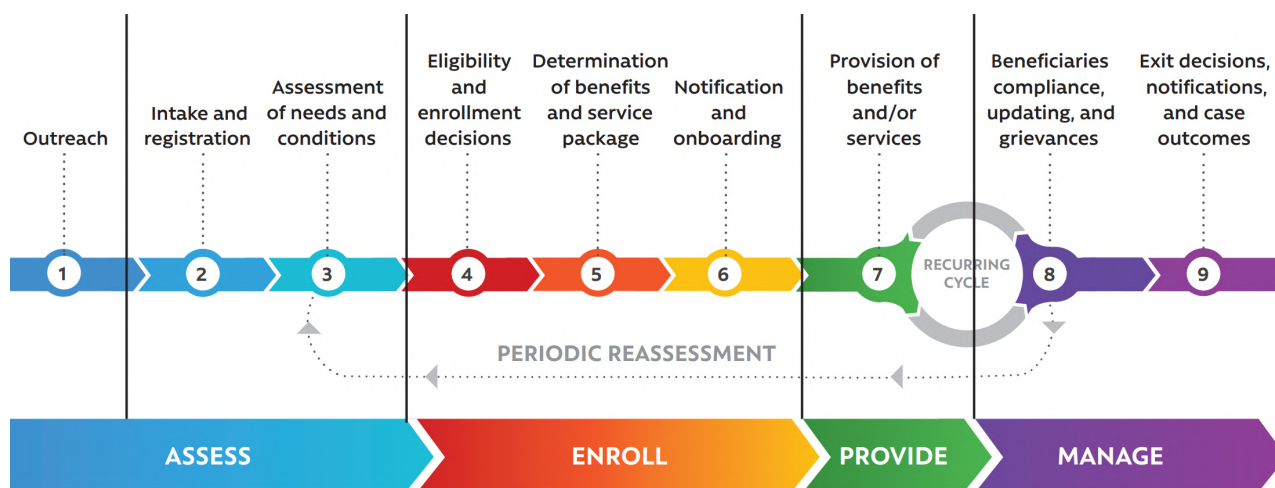 Outreach
Intake and
registration
Assessment
of needs and
conditions
Eligibility
and
enrollment
decisions
Determination
of benefits
and service
package
Notification
and
onboarding
Provision of
benefits
and/or
services
Beneficiaries
compliance,
updating, and
grievances
Exit decisions,
notifications,
and case
outcomes
1
2
3
4
5
6
7
RECURRING
CYCLE
8
9
PERIODIC REASSESSMENT
ASSESS
ENROLL
PROVIDE
MANAGE